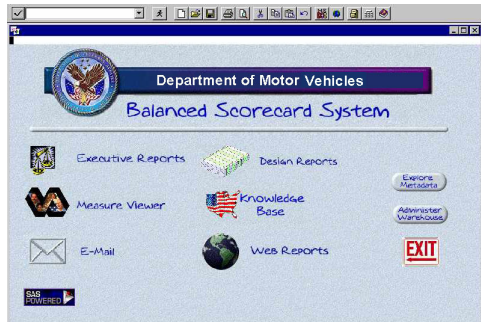 Department of Motor Vehicles
Balanced Scorecard System
Executive Reports
Design Reports
Explore
Metadata
Measure Viewer
Knowledge
Base
Administer
Warehouse
E-Mail
Web Reports
EXIT
SAS
POWERED